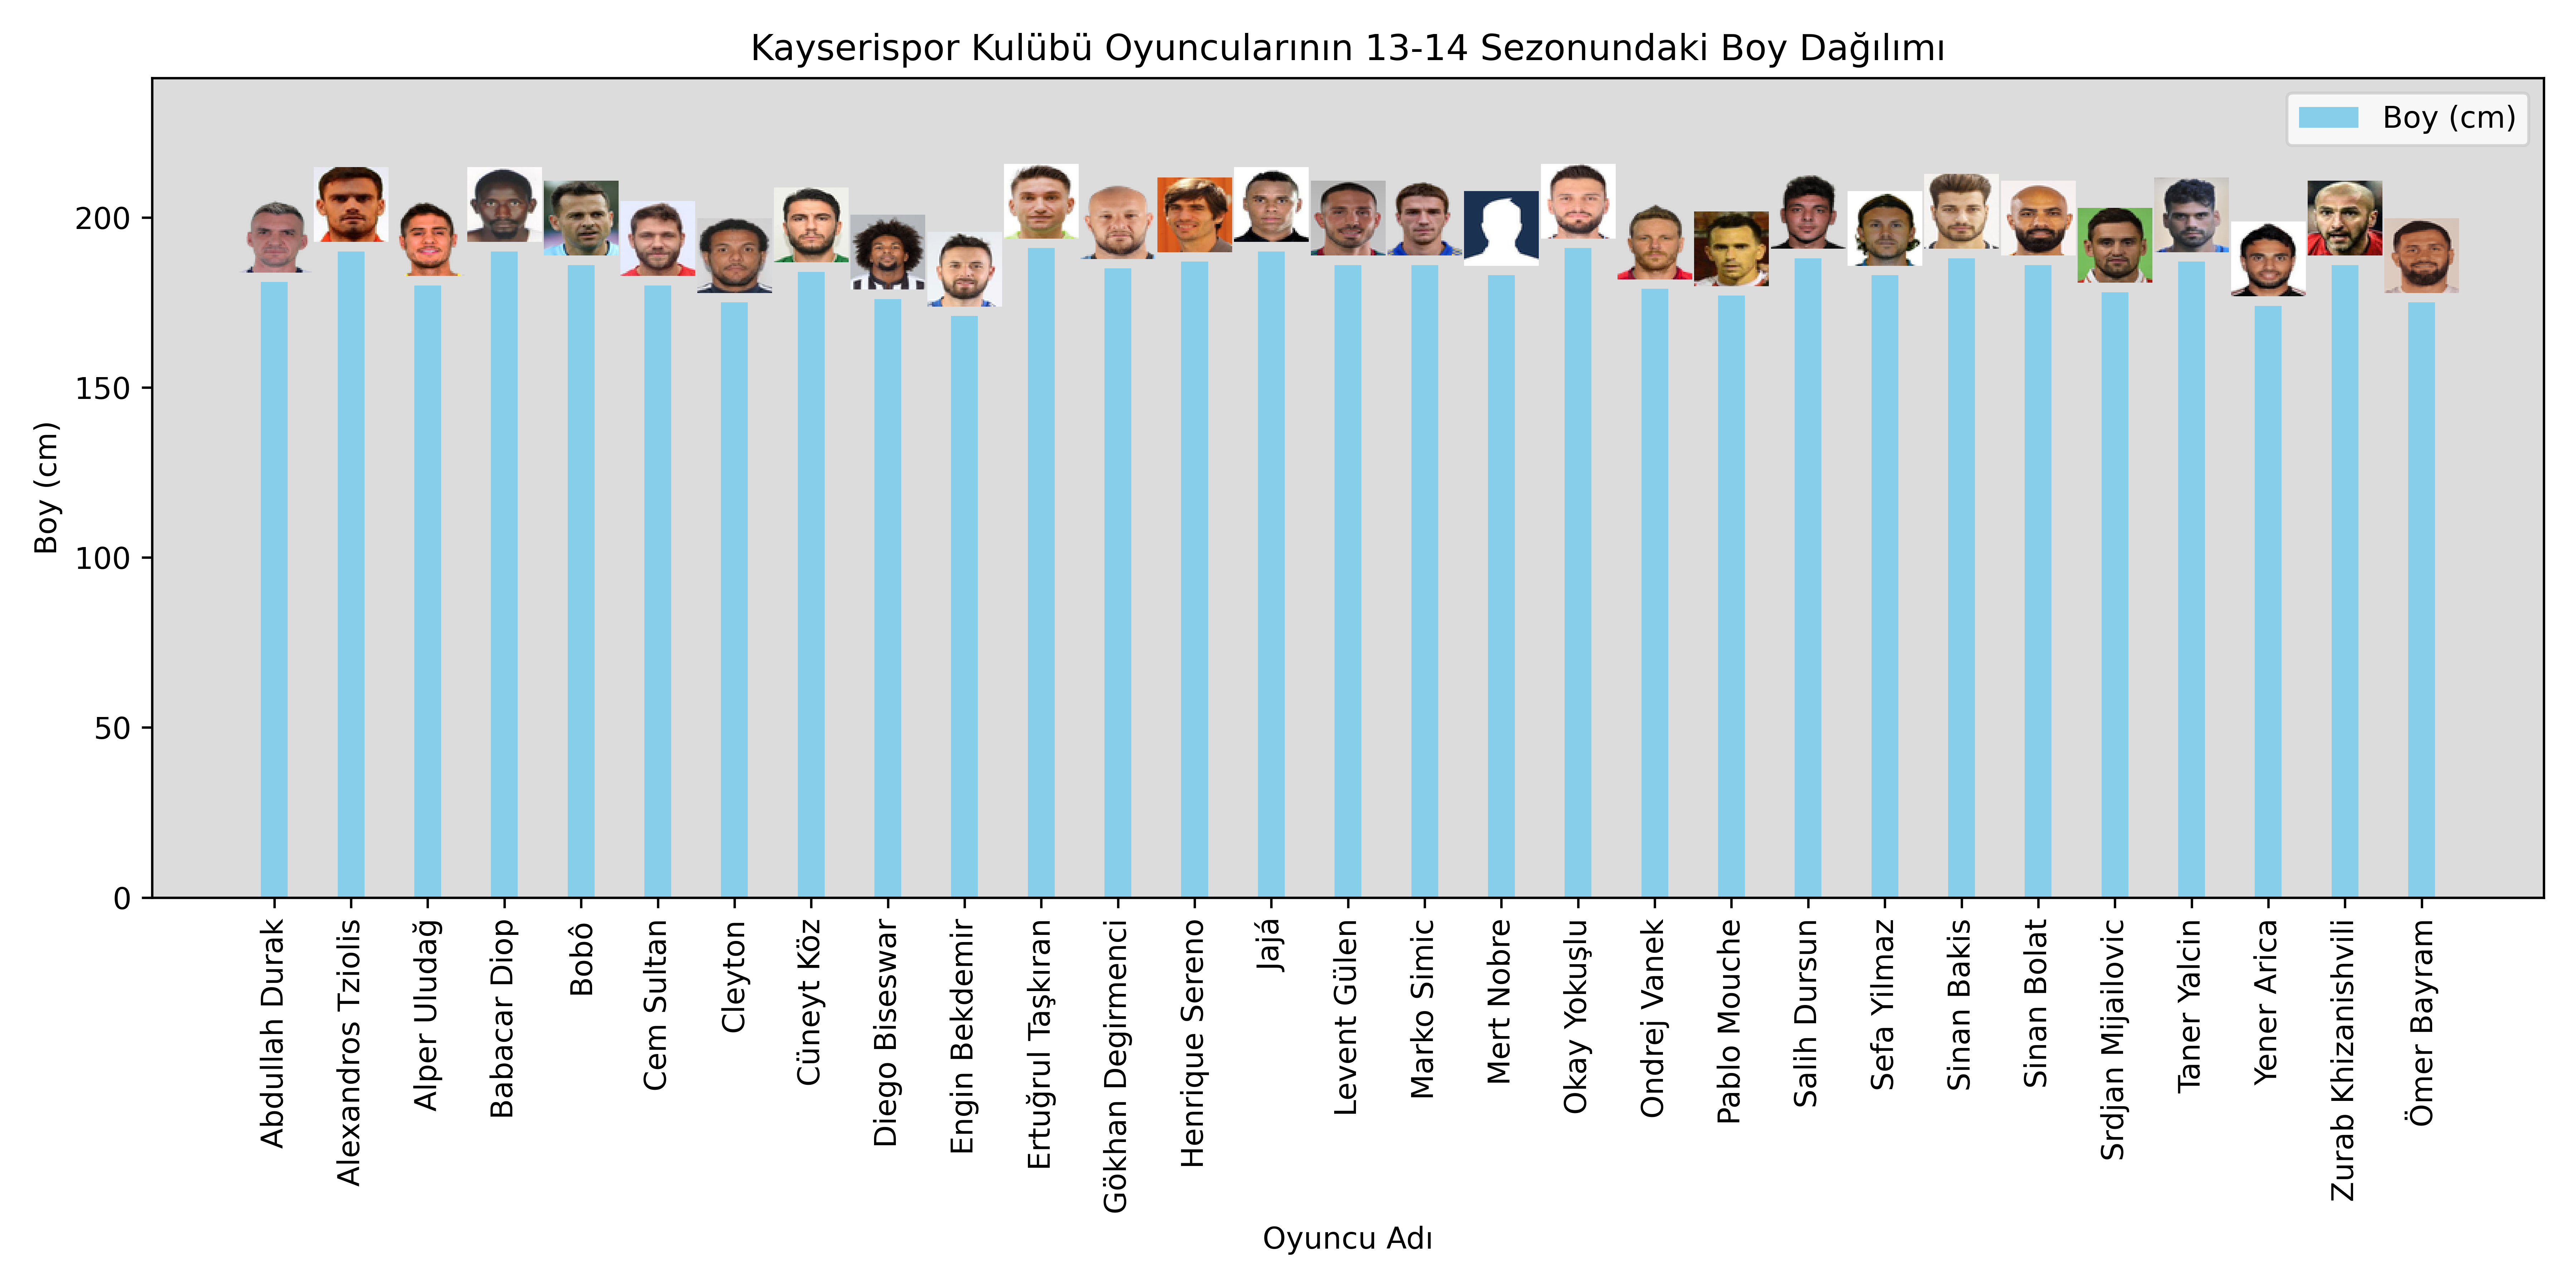 Kayserispor Kulübü Oyuncularının 13-14 Sezonundaki Boy Dağılımı
Boy (cm)
Boy (cm)
200
150
100
50
0
Abdullah Durak
Alexandros Tziolis
Alper Uludağ
Babacar Diop
Bobô
Cem Sultan
Cleyton
Cüneyt Köz
Diego Biseswar
Engin Bekdemir
Ertuğrul Taşkıran
Gökhan Degirmenci
Henrique Sereno
Jajá
Levent Gülen
Marko Simic
Mert Nobre
Okay Yokuşlu
Ondrej Vanek
Pablo Mouche
Salih Dursun
Sefa Yilmaz
Sinan Bakis
Sinan Bolat
Srdjan Mijailovic
Taner Yalcin
Yener Arica
Zurab Khizanishvili
Ömer Bayram
Oyuncu Adı